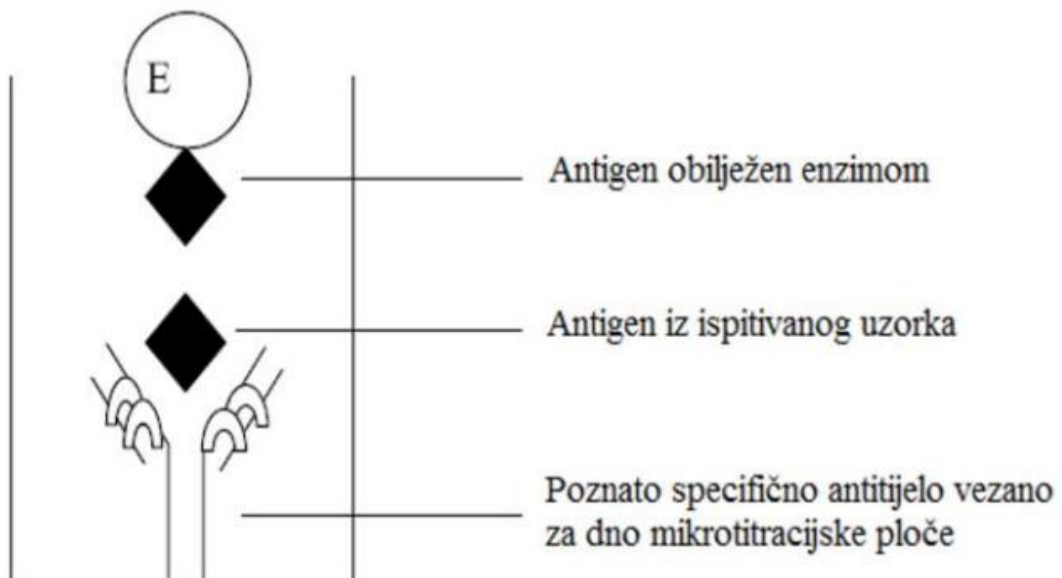 E
Antigen obilježen enzimom
Antigen iz ispitivanog uzorka
Poznato specifično antitijelo vezano
za dno mikrotitracijske ploče